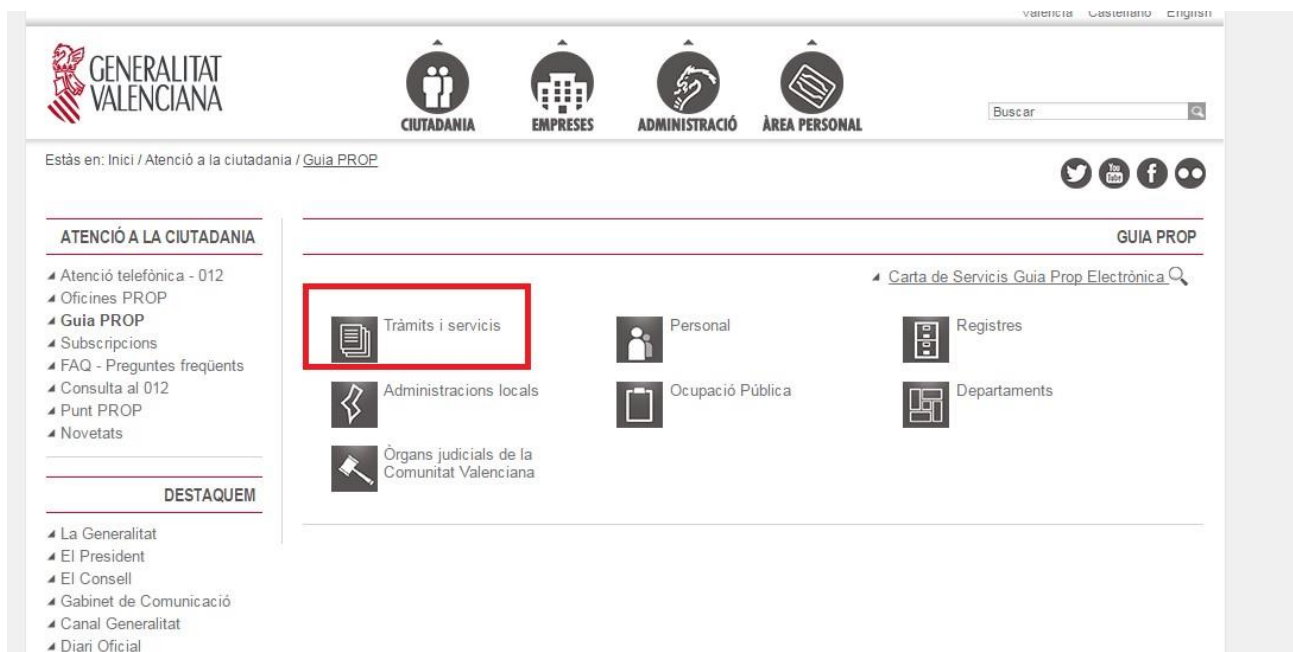 Valencià Castellano English
GENERALITAT
VALENCIANA
CIUTADANIA EMPRESES ADMINISTRACIÓ ÀREA PERSONAL
Buscar
Estàs en: Inici / Atenció a la ciutadania / Guia PROP
You
Tube
ATENCIÓ A LA CIUTADANIA
Atenció telefònica - 012
Oficines PROP
Guia PROP
Subscripcions
FAQ - Preguntes freqüents
Consulta al 012
Punt PROP
Novetats
DESTAQUEM
La Generalitat
El President
El Consell
Gabinet de Comunicació
Canal Generalitat
Diari Oficial
GUIA PROP
Carta de Servicis Guia Prop Electrònica
Tràmits i servicis
Personal
Registres
Administracions locals
Ocupació Pública
Departaments
Òrgans judicials de la
Comunitat Valenciana